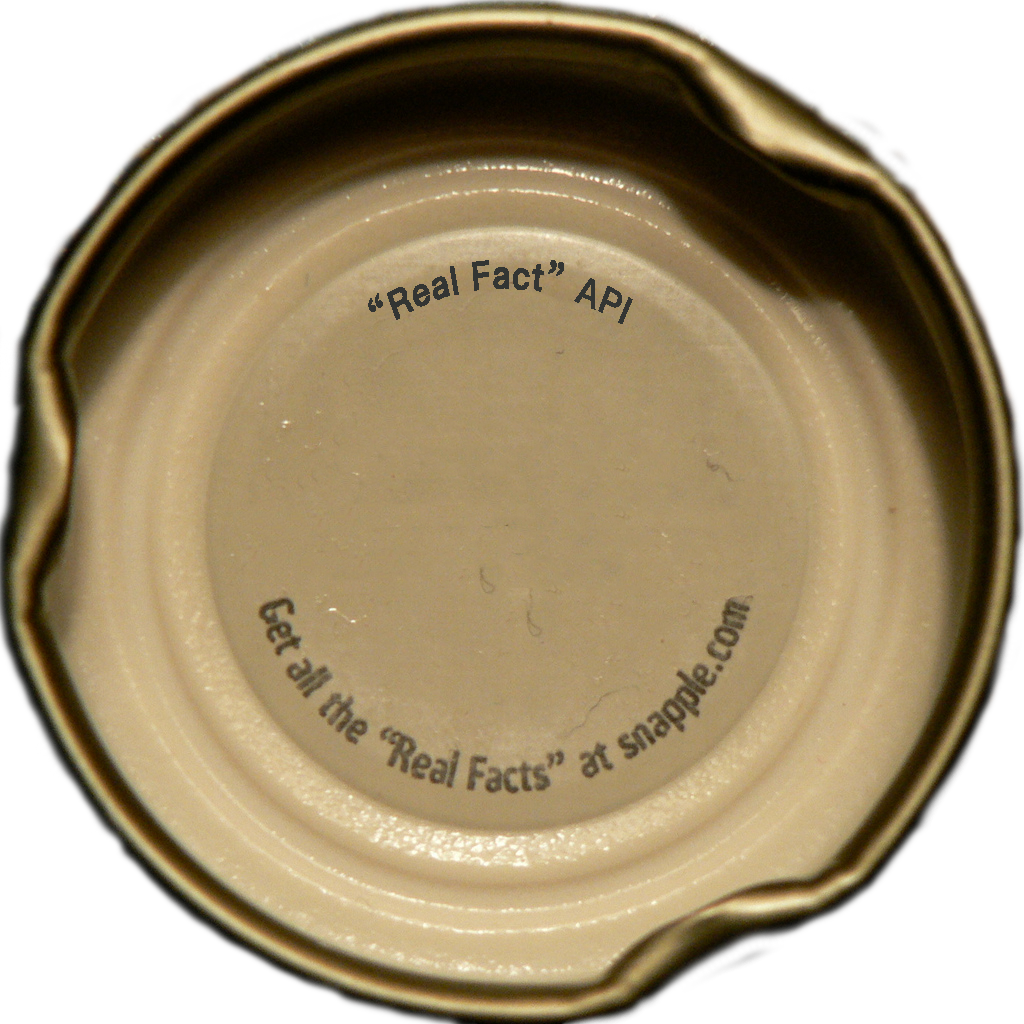 “Real Fact” API
Get all the “Real Facts” at snapple.com